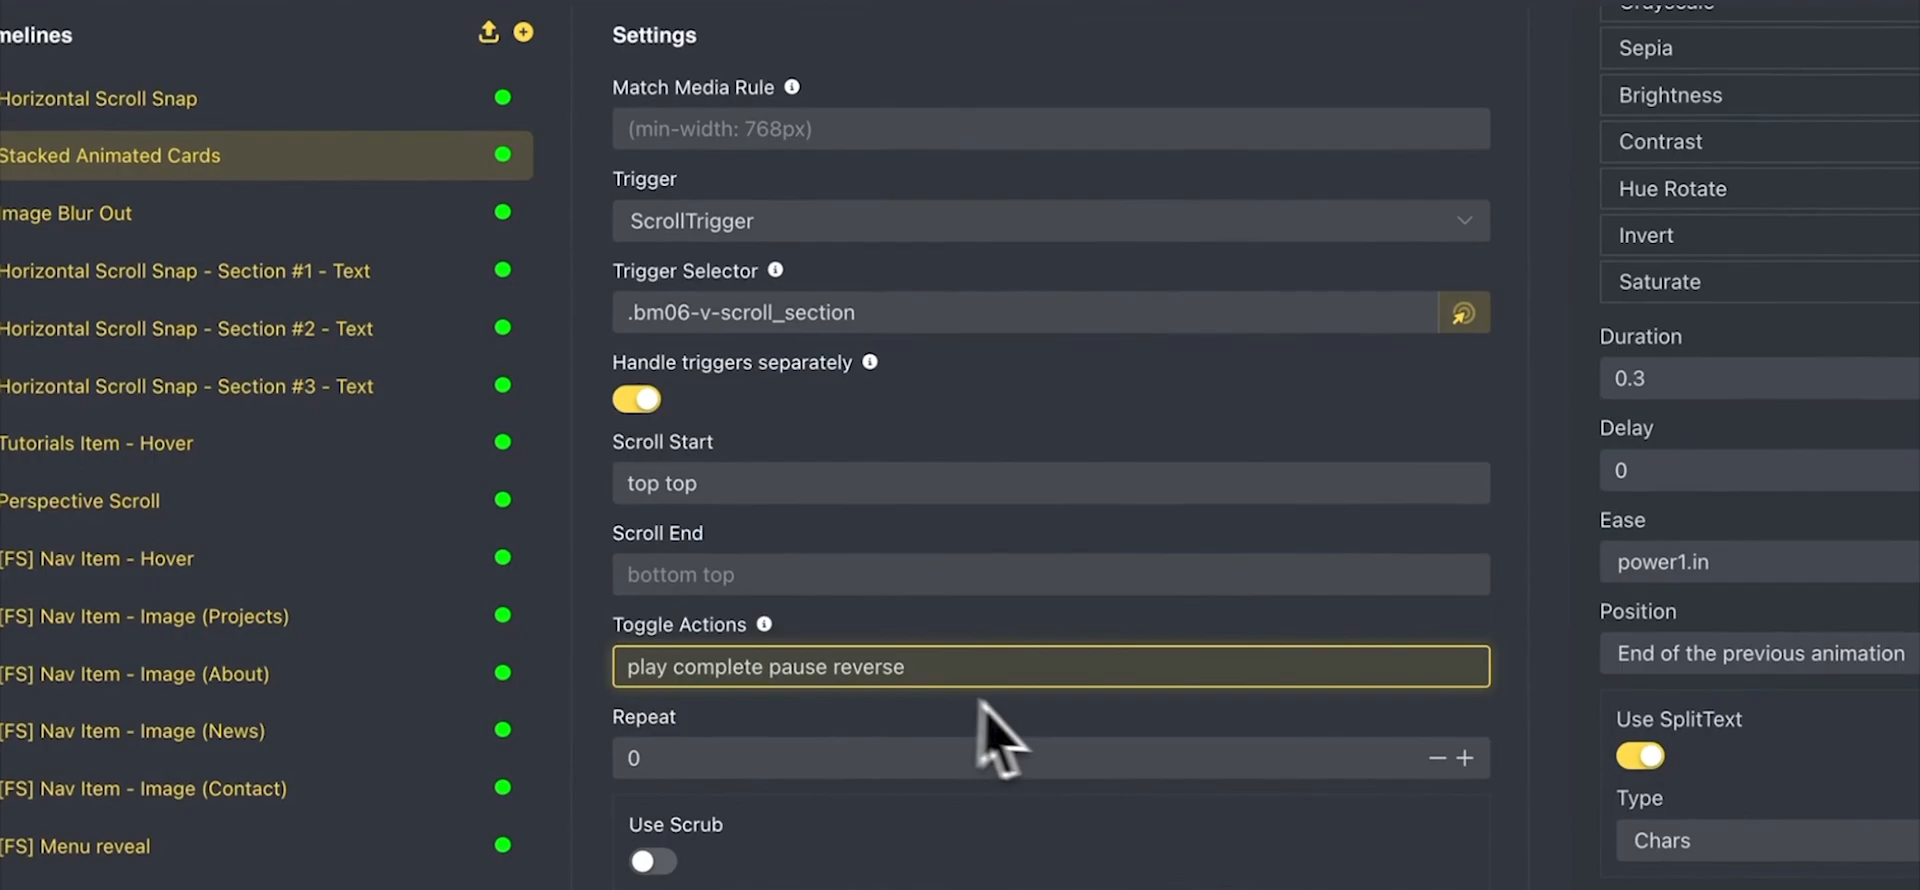 melines
Horizontal Scroll Snap
Stacked Animated Cards
Image Blur Out
Horizontal Scroll Snap - Section #1 - Text
Horizontal Scroll Snap - Section #2 - Text
Horizontal Scroll Snap - Section #3 - Text
Tutorials Item - Hover
Perspective Scroll
[FS] Nav Item - Hover
[FS] Nav Item - Image (Projects)
[FS] Nav Item - Image (About)
[FS] Nav Item - Image (News)
[FS] Nav Item - Image (Contact)
[FS] Menu reveal
Settings
Match Media Rule
(min-width: 768px)
Trigger
ScrollTrigger
Trigger Selector
.bm06-v-scroll_section
Handle triggers separately
Scroll Start
top top
Scroll End
bottom top
Toggle Actions
play complete pause reverse
Repeat
0
Use Scrub
Grayscale
Sepia
Brightness
Contrast
Hue Rotate
Invert
Saturate
Duration
0.3
Delay
0
Ease
power1.in
Position
End of the previous animation
Use SplitText
Type
Chars